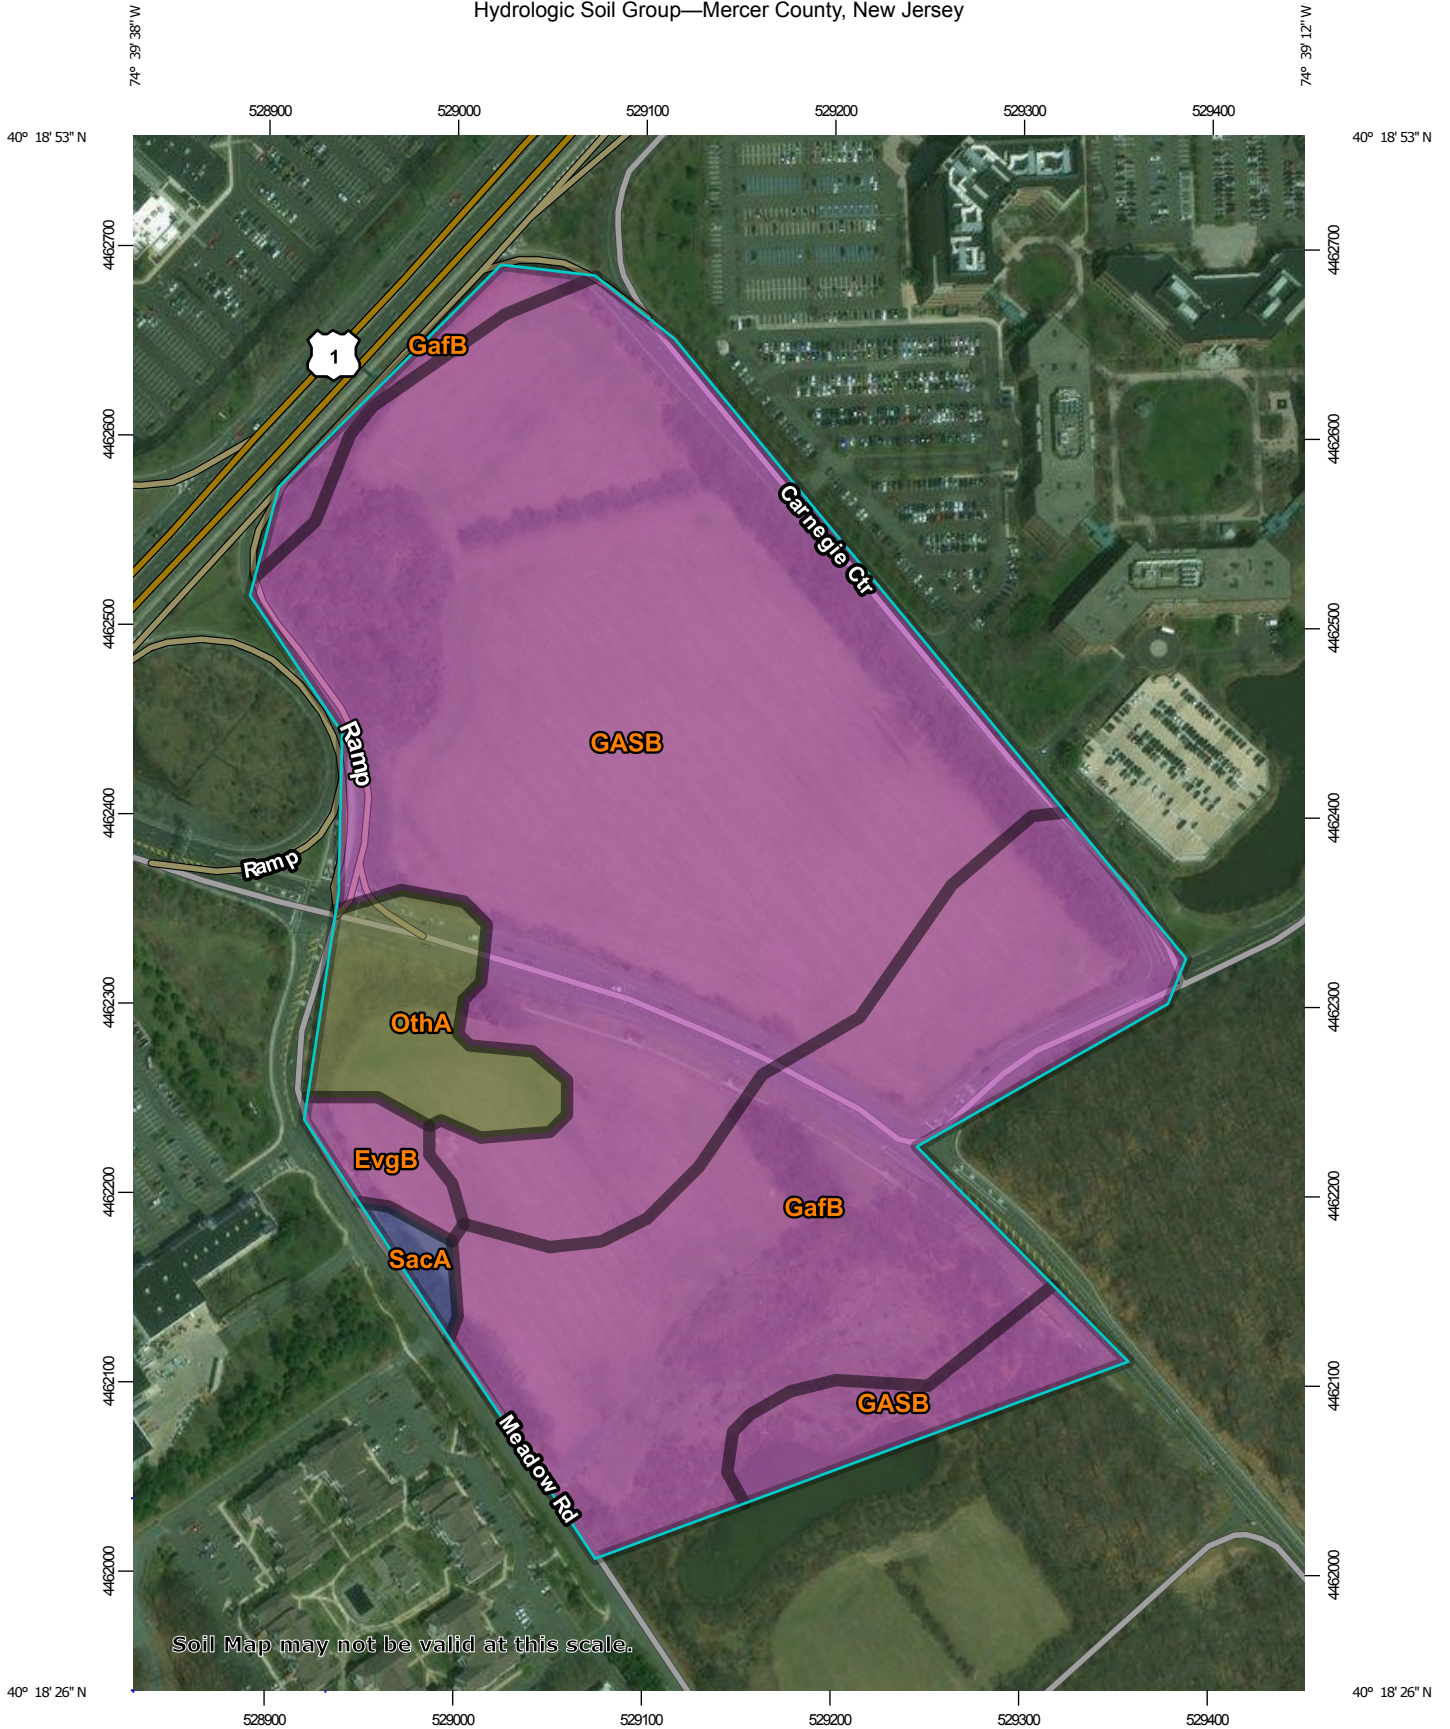 Hydrologic Soil Group—Mercer County, New Jersey
74° 39' 38'' W
74° 39' 12'' W
528900
529000
529100
529200
529300
529400
40° 18' 53'' N
40° 18' 53'' N
4462700
4462700
GafB
1
4462600
4462600
Carnegie Ctr
4462500
4462500
GASB
Ramp
4462400
4462400
Ramp
4462300
4462300
OthA
EvgB
4462200
4462200
GafB
SacA
4462100
4462100
GASB
Meadow Rd
4462000
4462000
Soil Map may not be valid at this scale.
40° 18' 26'' N
40° 18' 26'' N
528900
529000
529100
529200
529300
529400